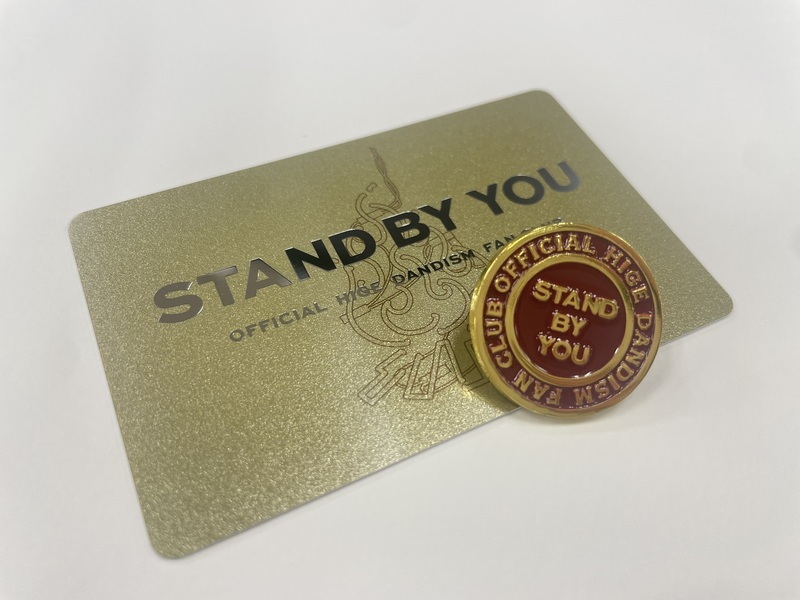 STAND BY YOU
OFFICIAL HIGE DANDISM FAN CLUB
OFFICIAL HIGE DANDISM FAN CLUB
STAND
BY
YOU